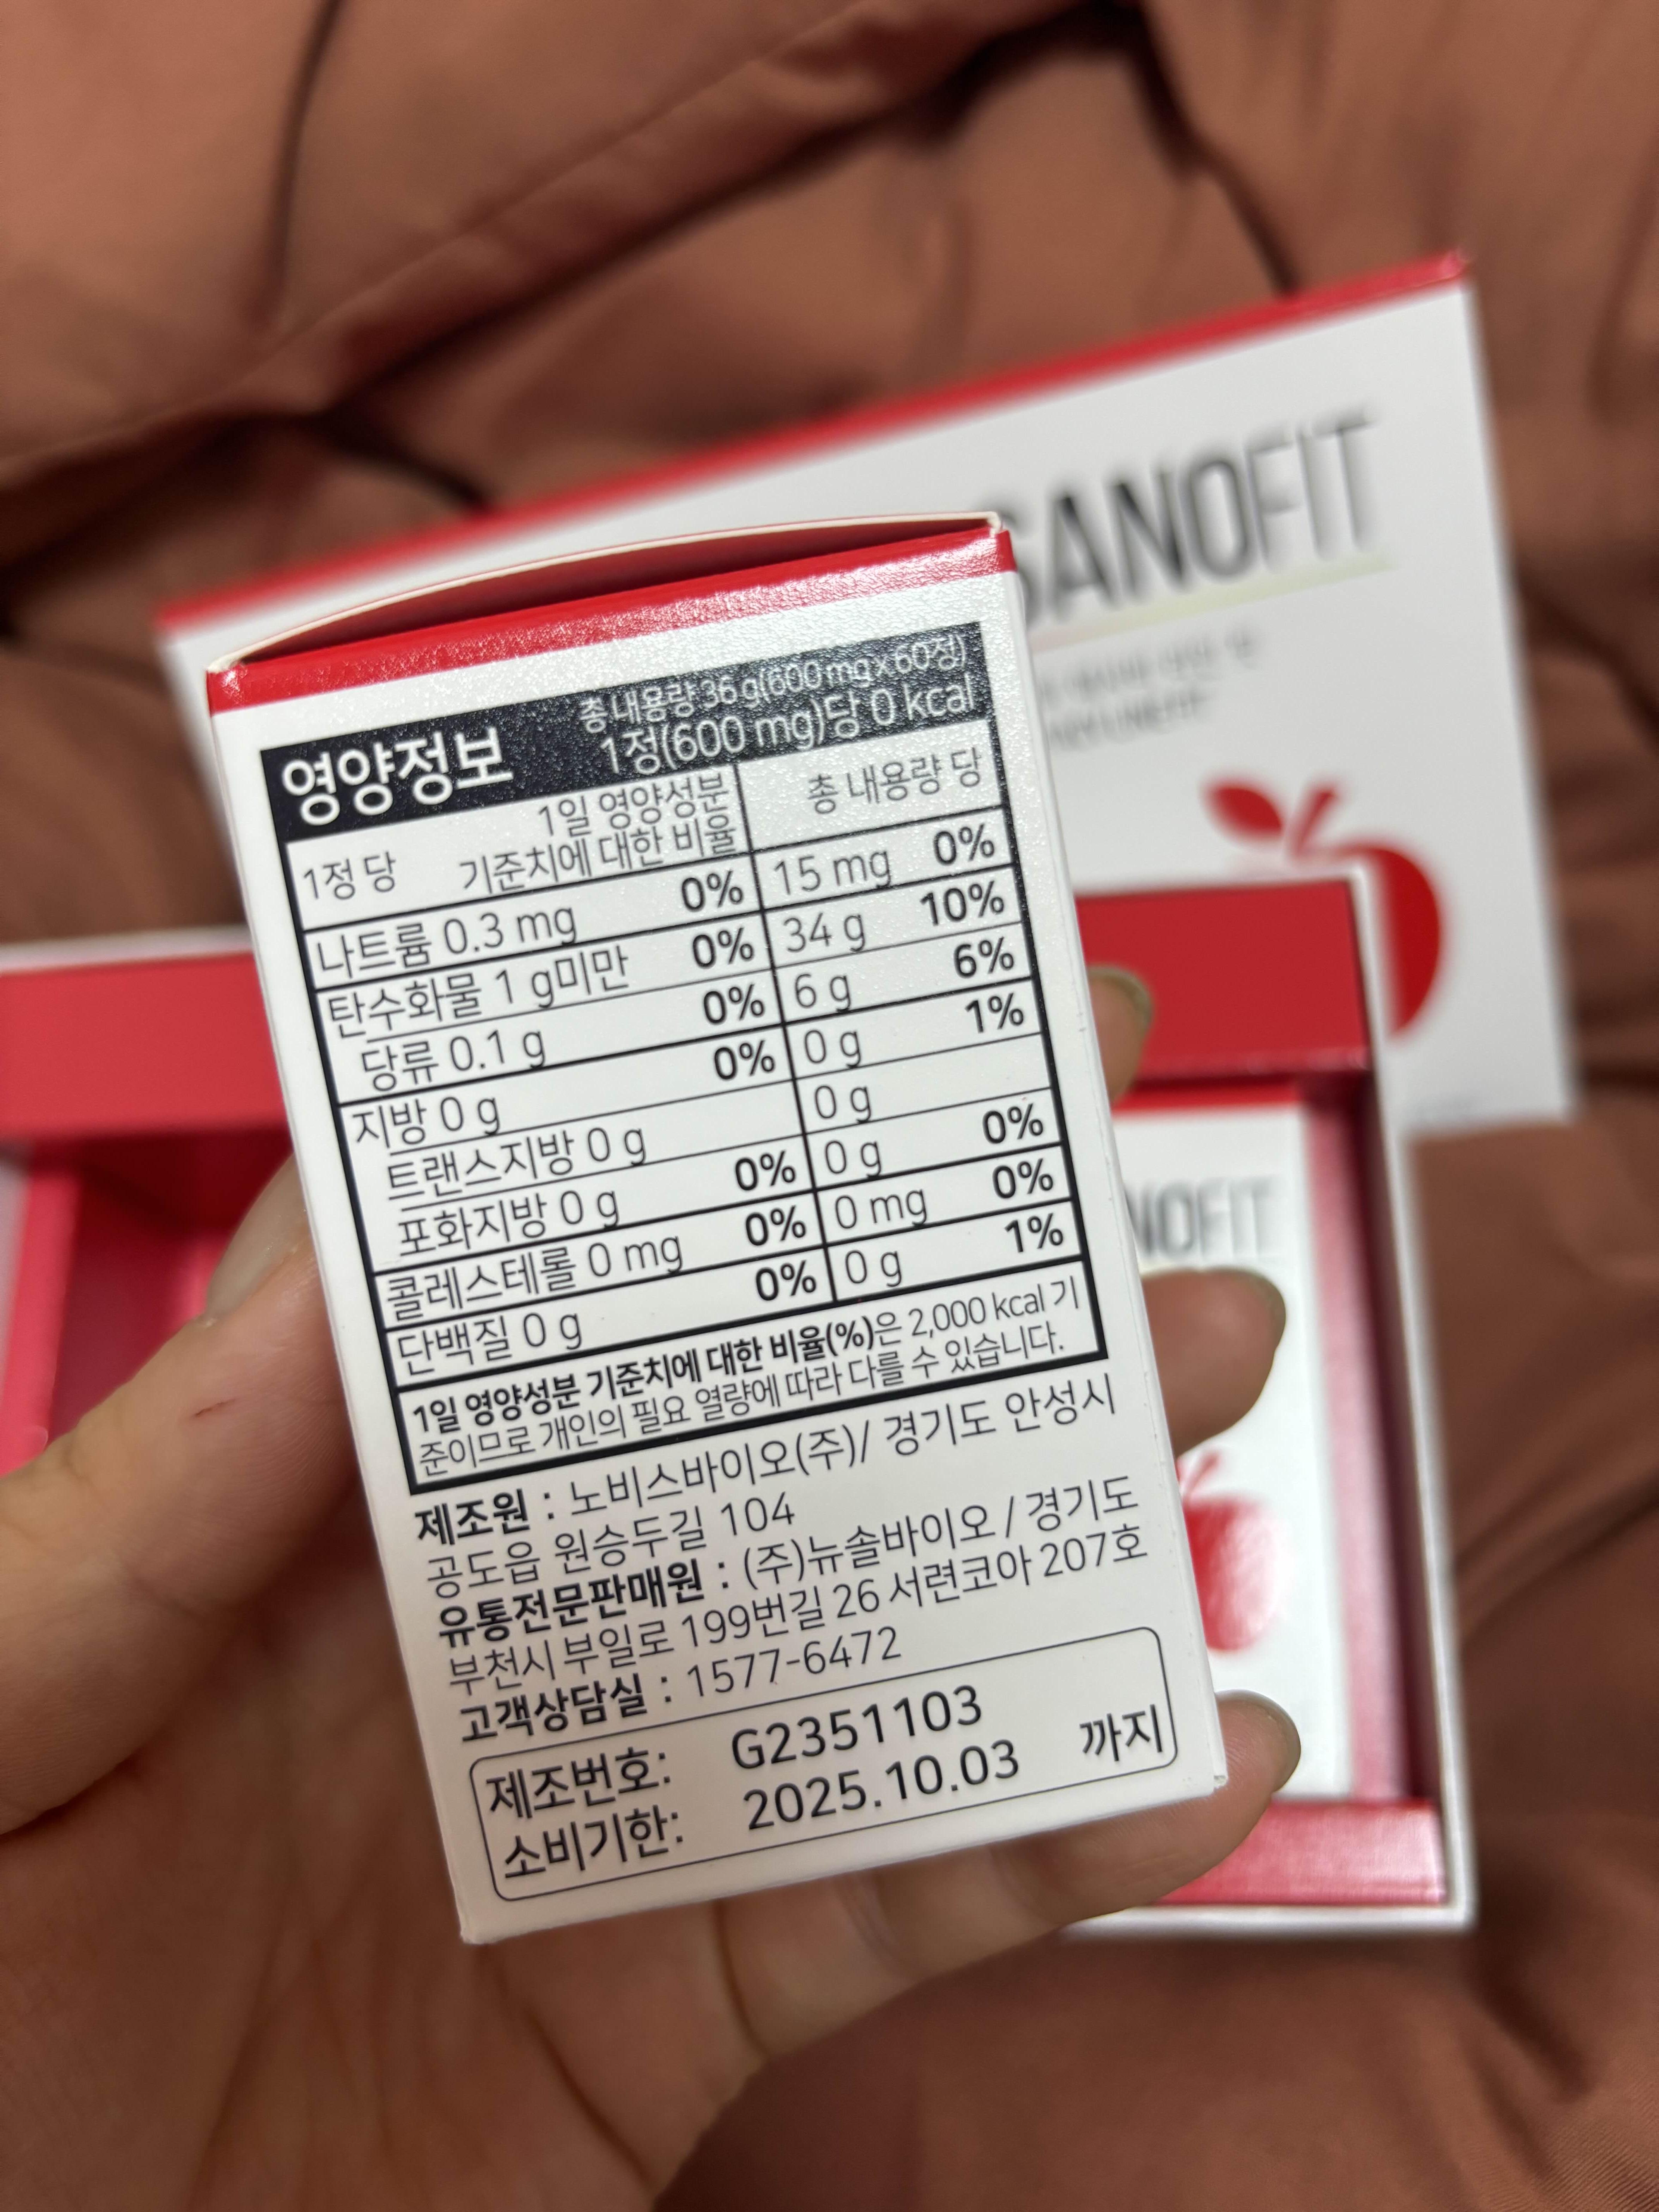 SANOFIT
영양정보
총 내용량 36 g(600 mg x 60정)
1정(600 mg)당 0 kcal
1정 당 1일 영양성분 기준치에 대한 비율 총 내용량 당
나트륨 0.3 mg 0% 15 mg 0%
탄수화물 1 g미만 0% 34 g 10%
당류 0.1 g 0% 6 g 6%
지방 0 g 0% 0 g 1%
트랜스지방 0 g 0 g
포화지방 0 g 0% 0 g 0%
콜레스테롤 0 mg 0% 0 mg 0%
단백질 0 g 0% 0 g 1%
1일 영양성분 기준치에 대한 비율(%)은 2,000 kcal 기
준이므로 개인의 필요 열량에 따라 다를 수 있습니다.
제조원 : 노비스바이오(주)/ 경기도 안성시
공도읍 원승두길 104
유통전문판매원 : (주)뉴솔바이오 / 경기도
부천시 부일로 199번길 26 서련코아 207호
고객상담실 : 1577-6472
제조번호: G2351103
소비기한: 2025.10.03 까지
NOFIT